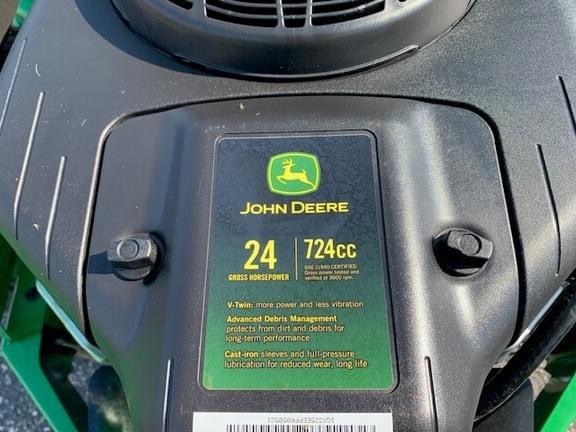 JOHN DEERE
24
GROSS HORSEPOWER
724cc
SAE J1940 CERTIFIED
Gross power tested and
verified at 3600 rpm.
V-Twin: more power and less vibration
Advanced Debris Management
protects from dirt and debris for
long-term performance
Cast-iron sleeves and full-pressure
lubrication for reduced wear, long life